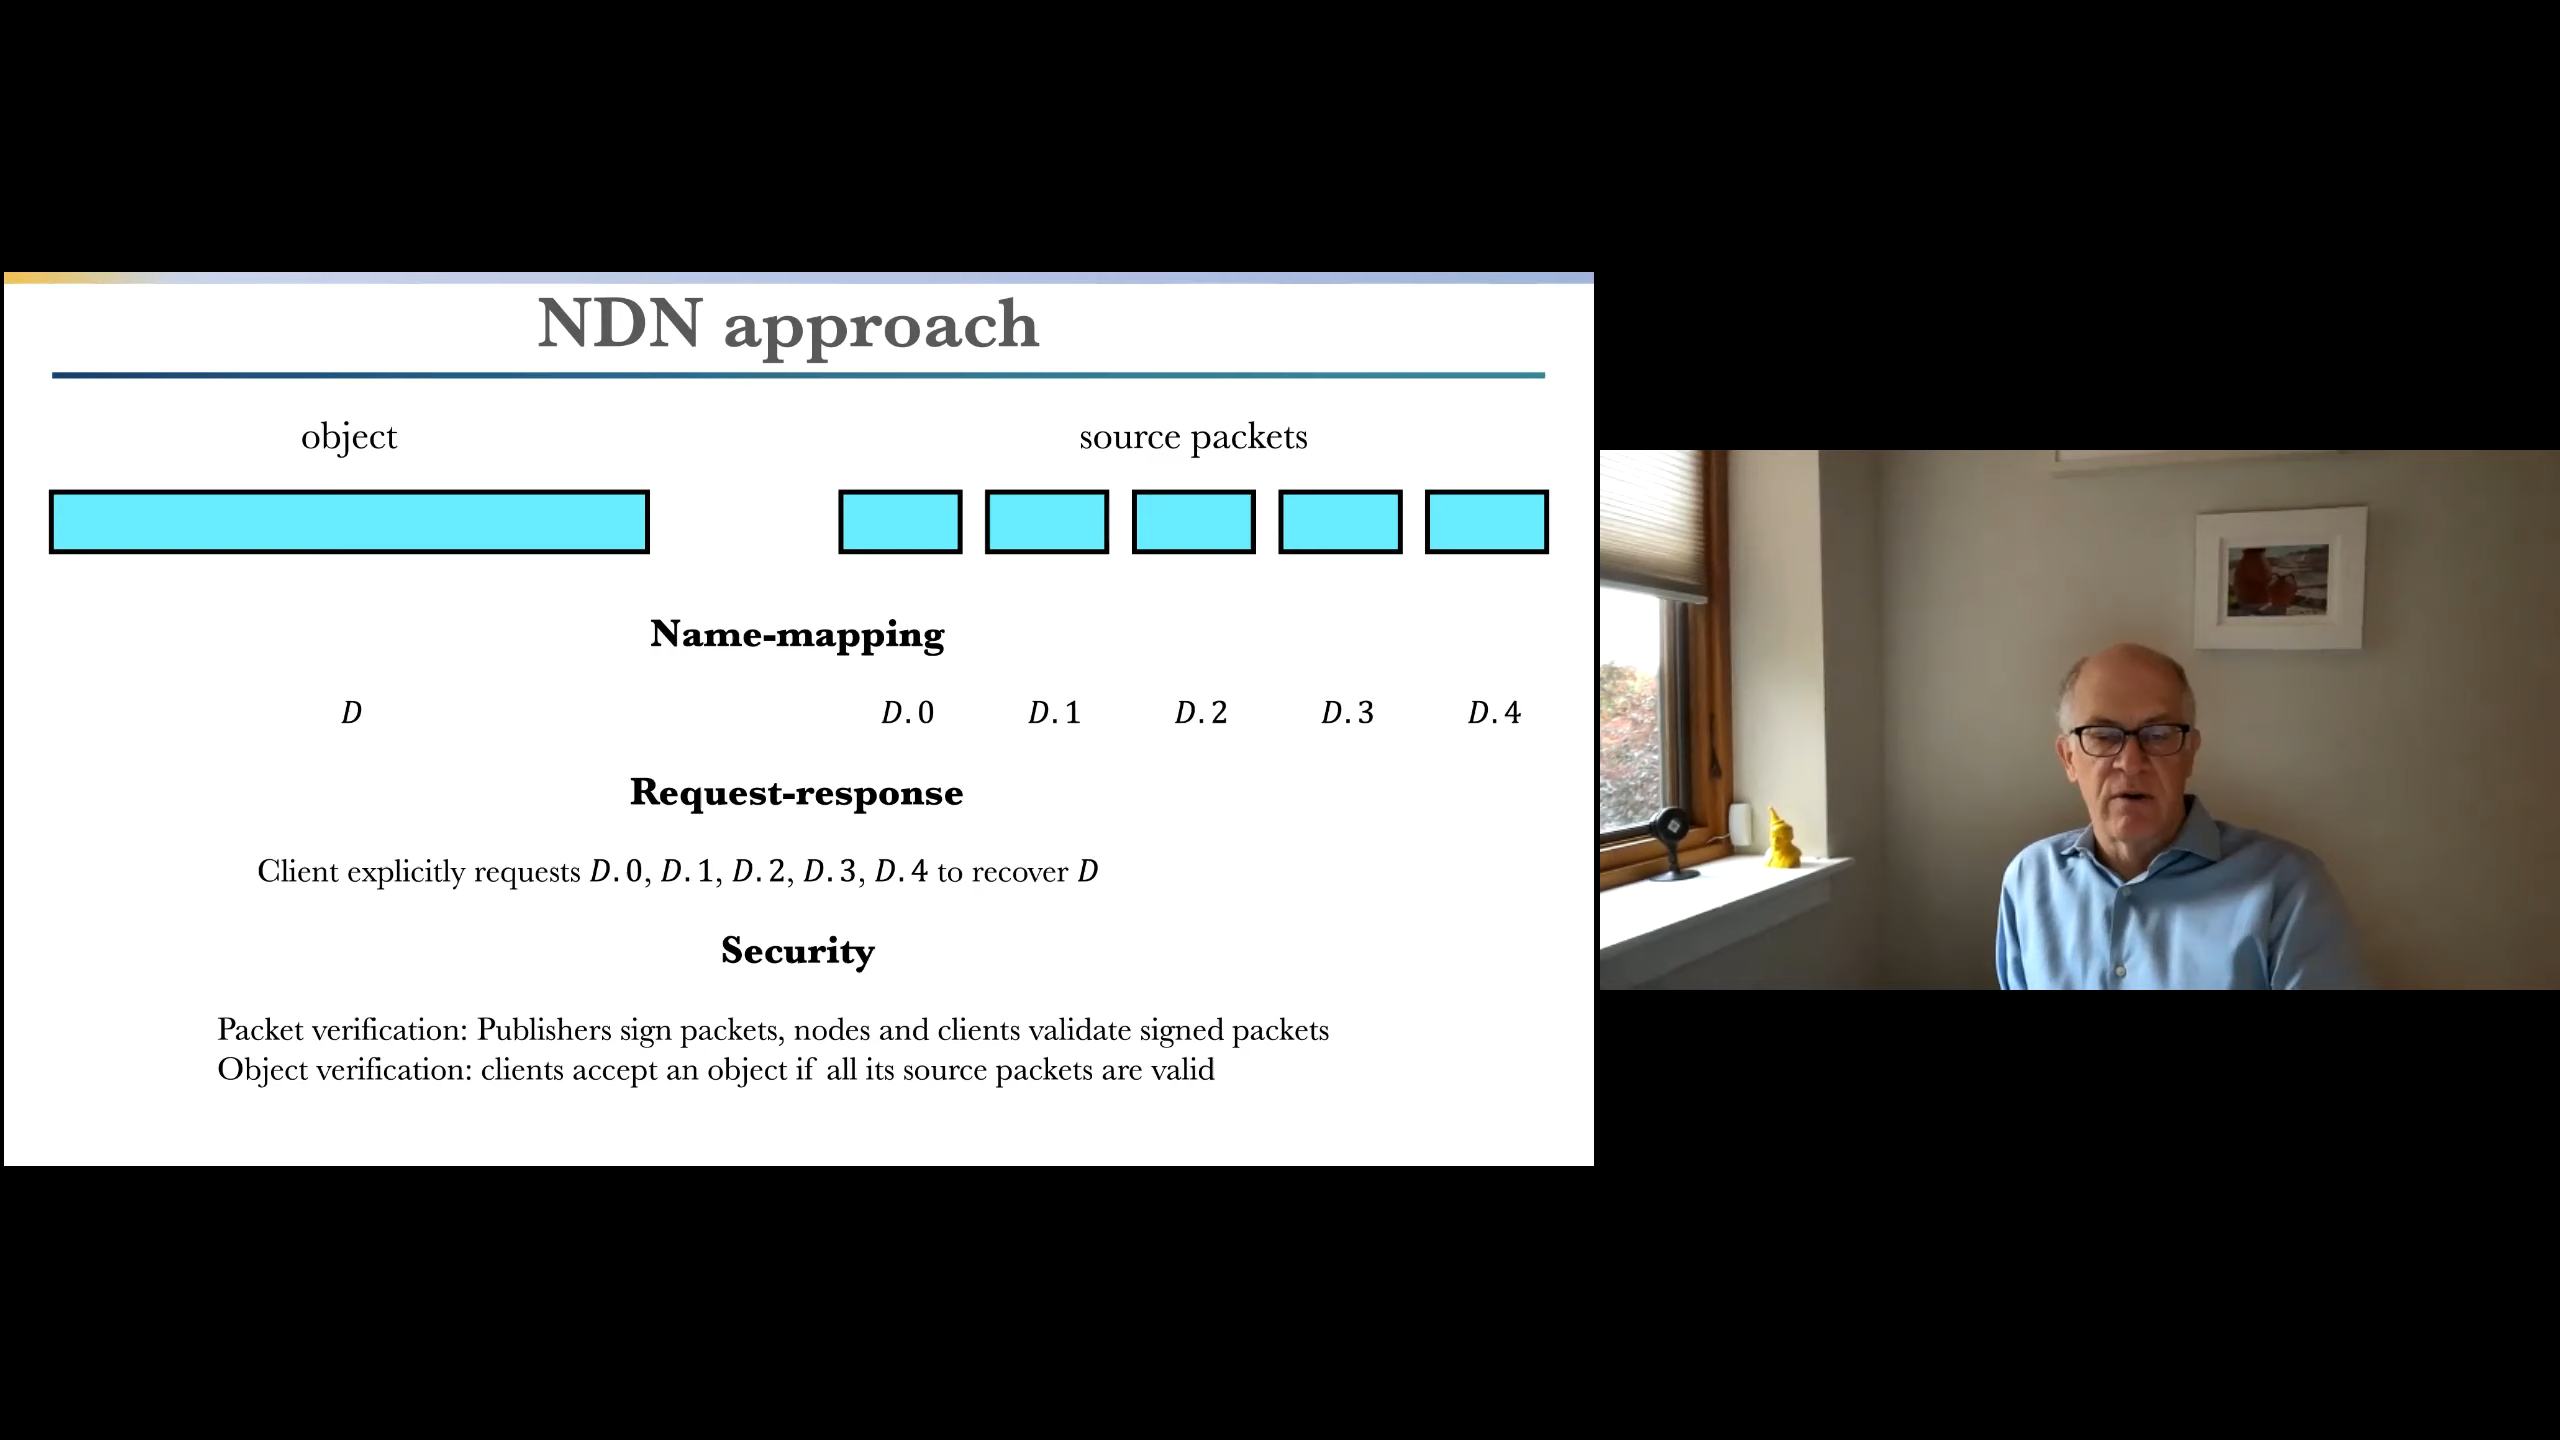 NDN approach
object
source packets
Name-mapping
D D.0 D.1 D.2 D.3 D.4
Request-response
Client explicitly requests D.0, D.1, D.2, D.3, D.4 to recover D
Security
Packet verification: Publishers sign packets, nodes and clients validate signed packets
Object verification: clients accept an object if all its source packets are valid